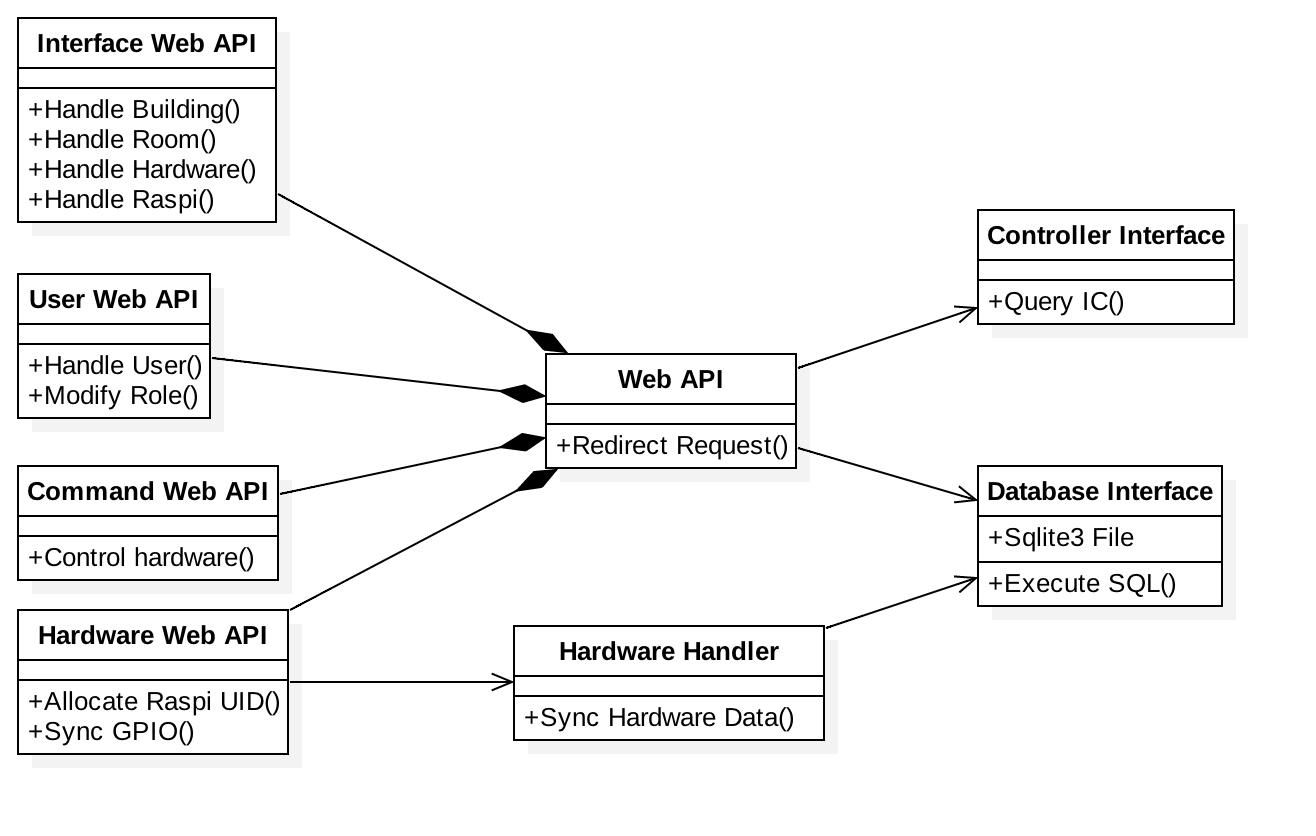 Interface Web API
+Handle Building()
+Handle Room()
+Handle Hardware()
+Handle Raspi()
User Web API
+Handle User()
+Modify Role()
Command Web API
+Control hardware()
Hardware Web API
+Allocate Raspi UID()
+Sync GPIO()
Web API
+Redirect Request()
Hardware Handler
+Sync Hardware Data()
Controller Interface
+Query IC()
Database Interface
+Sqlite3 File
+Execute SQL()